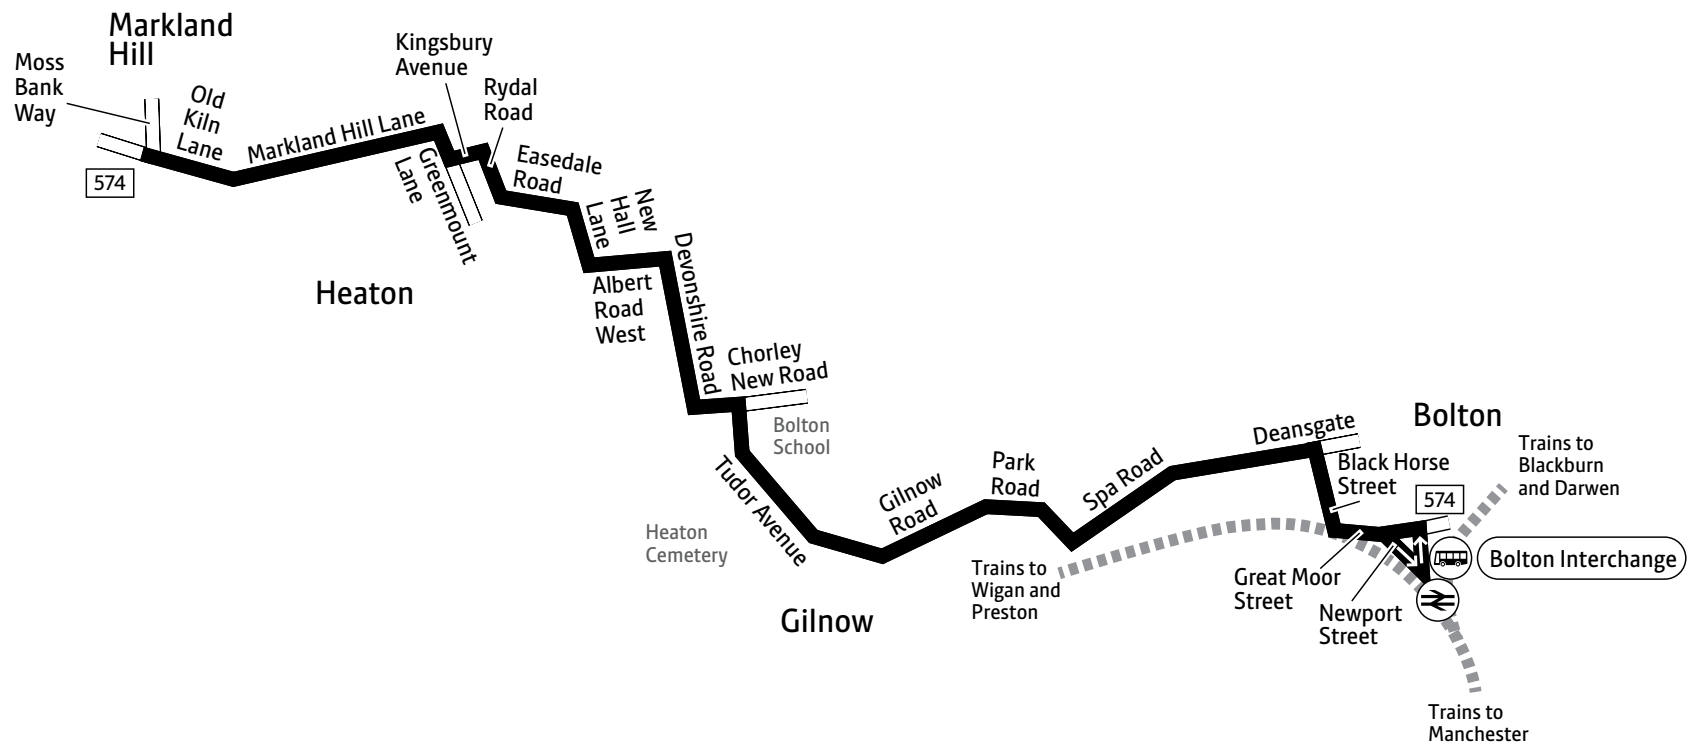 Markland
Hill
Moss
Bank
Way
Old
Kiln
Lane
574
Markland Hill Lane
Kingsbury
Avenue
Rydal
Road
Greenmount
Lane
Easedale
Road
New
Hall
Lane
Heaton
Albert
Road
West
Devonshire Road
Chorley
New Road
Bolton
School
Tudor Avenue
Heaton
Cemetery
Gilnow
Road
Gilnow
Park
Road
Spa Road
Trains to
Wigan and
Preston
Deansgate
Bolton
Black Horse
Street
574
Trains to
Blackburn
and Darwen
Great Moor
Street
Newport
Street
Bolton Interchange
Trains to
Manchester